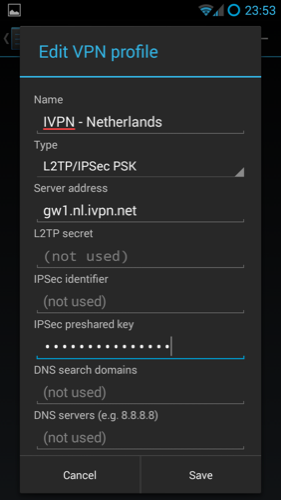 23:53
Edit VPN profile
Name
IVPN - Netherlands
Type
L2TP/IPSec PSK
Server address
gw1.nl.ivpn.net
L2TP secret
(not used)
IPSec identifier
(not used)
IPSec preshared key
•••••••••••••••
DNS search domains
(not used)
DNS servers (e.g. 8.8.8.8)
(not used)
Cancel
Save